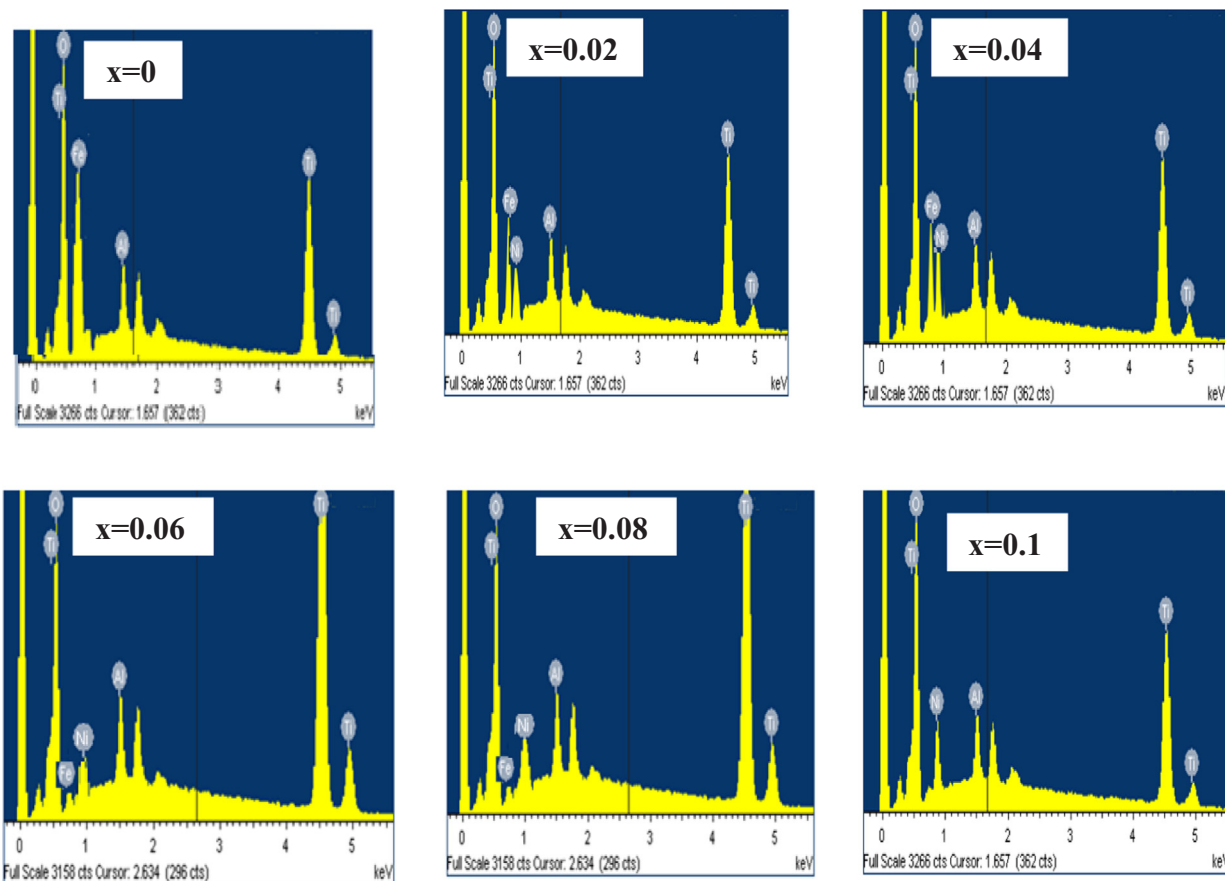 x=0
O
Ti
Fe
Al
Ti
Ti
0 1 2 3 4 5
Full Scale 3266 cts Cursor: 1.657 (362 cts) keV
x=0.02
O
Ti
Fe
Ni
Al
Ti
Ti
0 1 2 3 4 5
Full Scale 3266 cts Cursor: 1.657 (362 cts) keV
x=0.04
O
Ti
Fe
Ni
Al
Ti
Ti
0 1 2 3 4 5
Full Scale 3266 cts Cursor: 1.657 (362 cts) keV
x=0.06
O
Ti
Fe
Ni
Al
Ti
Ti
0 1 2 3 4 5
Full Scale 3158 cts Cursor: 2.634 (296 cts) keV
x=0.08
O
Ti
Fe
Ni
Al
Ti
Ti
0 1 2 3 4 5
Full Scale 3158 cts Cursor: 2.634 (296 cts) keV
x=0.1
O
Ti
Ni
Al
Ti
Ti
0 1 2 3 4 5
Full Scale 3266 cts Cursor: 1.657 (362 cts) keV